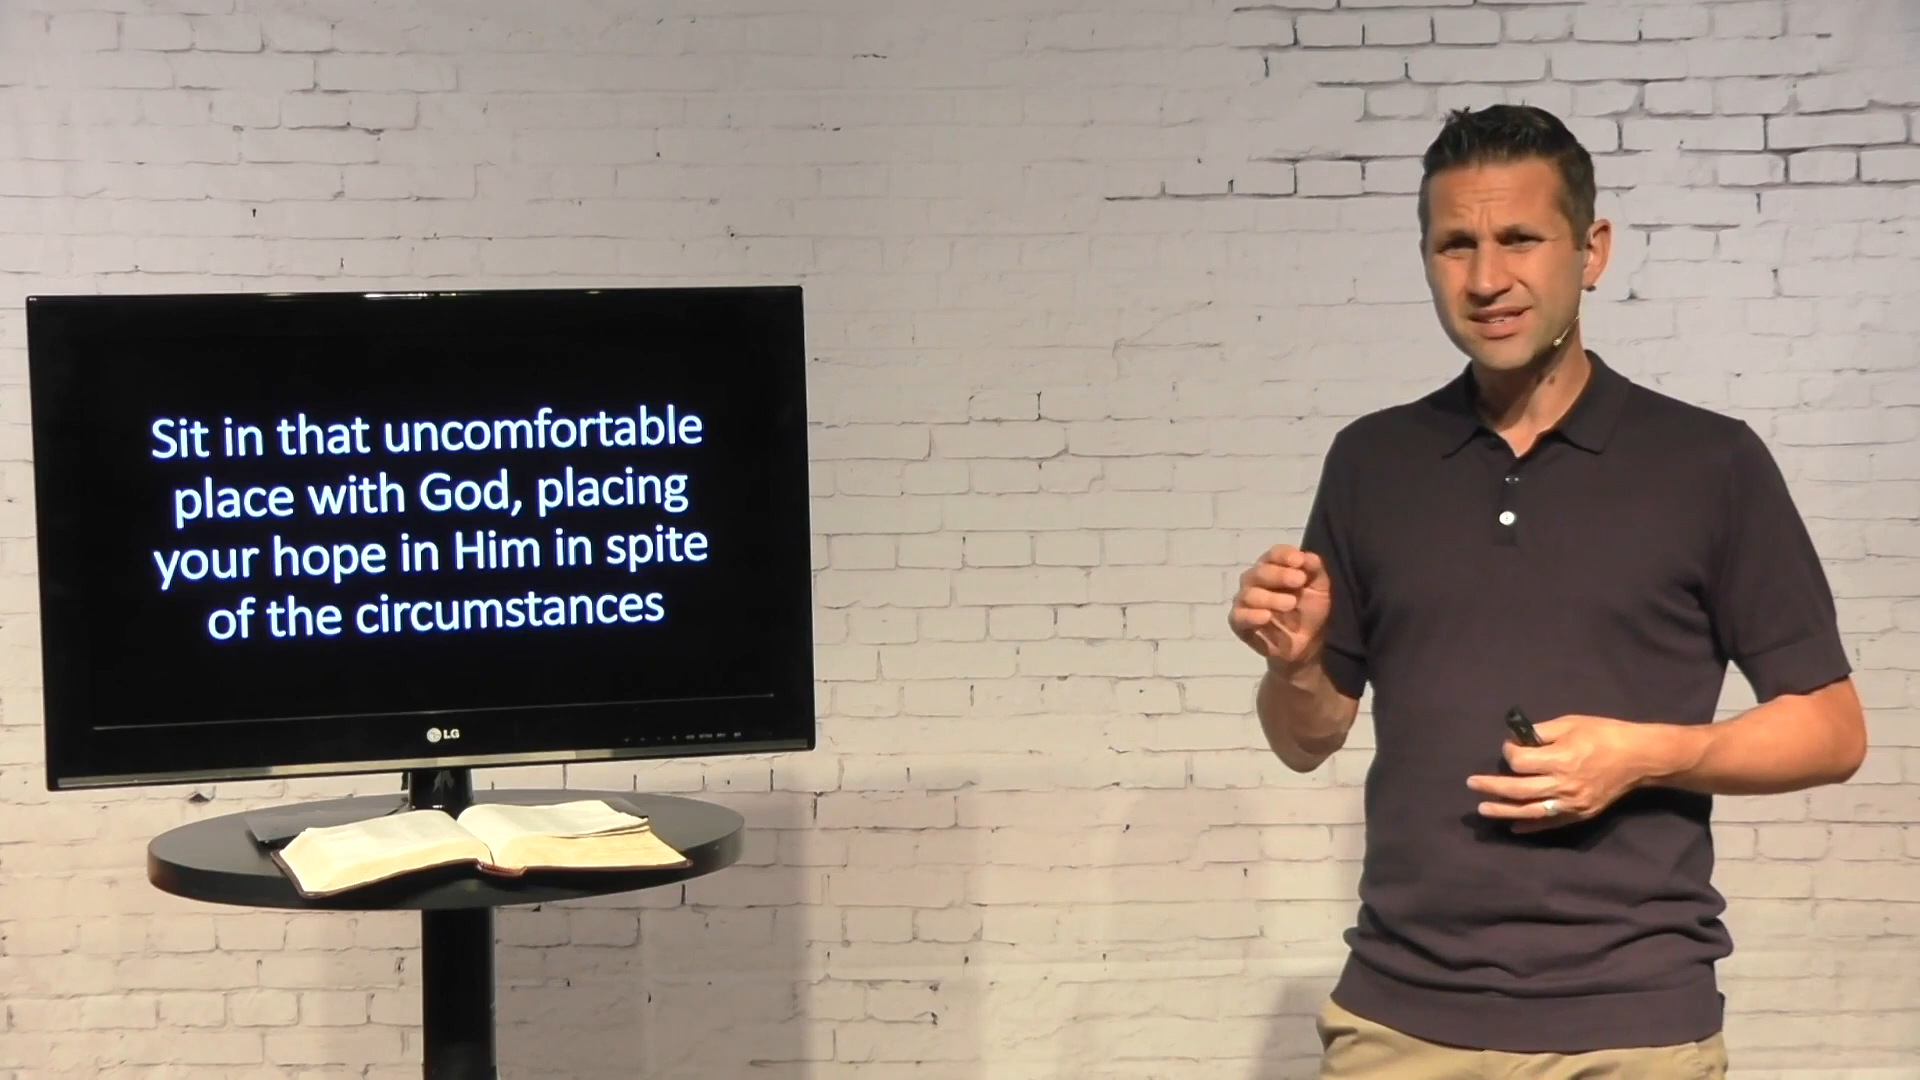 Sit in that uncomfortable
place with God, placing
your hope in Him in spite
of the circumstances
LG